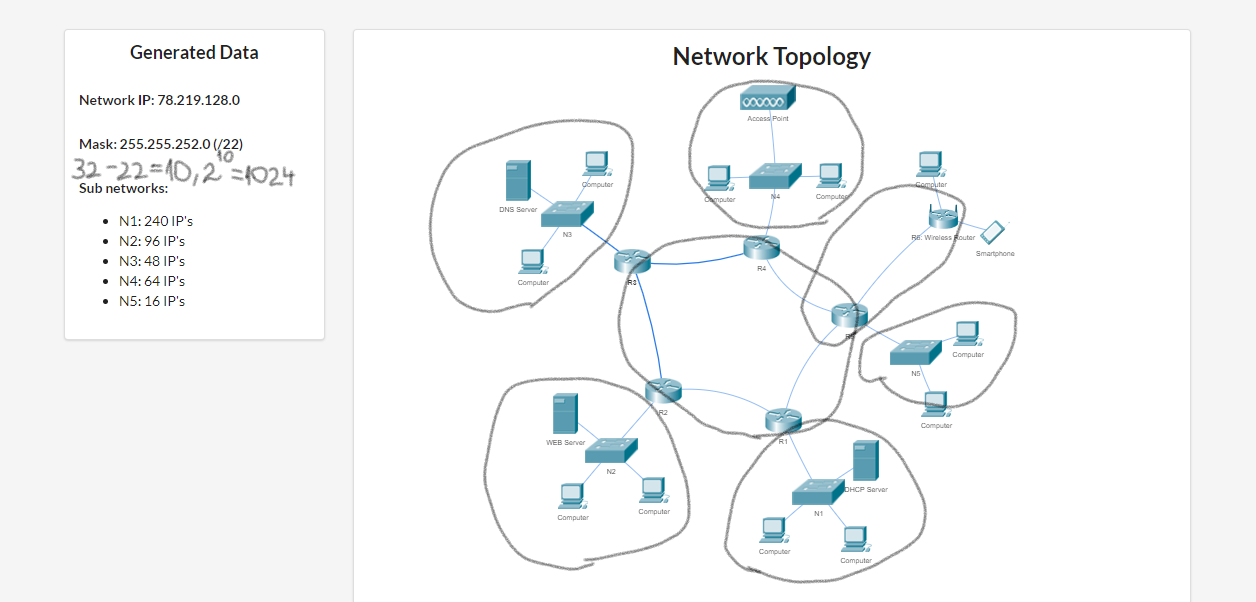 Generated Data
Network IP: 78.219.128.0
Mask: 255.255.252.0 (/22)
32-22=10, 2^10=1024
Sub networks:
N1: 240 IP's
N2: 96 IP's
N3: 48 IP's
N4: 64 IP's
N5: 16 IP's
Network Topology
Access Point
Computer
N4
Computer
Computer
DNS Server
Computer
N3
Computer
R6: Wireless Router
Smartphone
R3
R4
R5
Computer
N5
Computer
R2
R1
WEB Server
N2
Computer
Computer
DHCP Server
N1
Computer
Computer